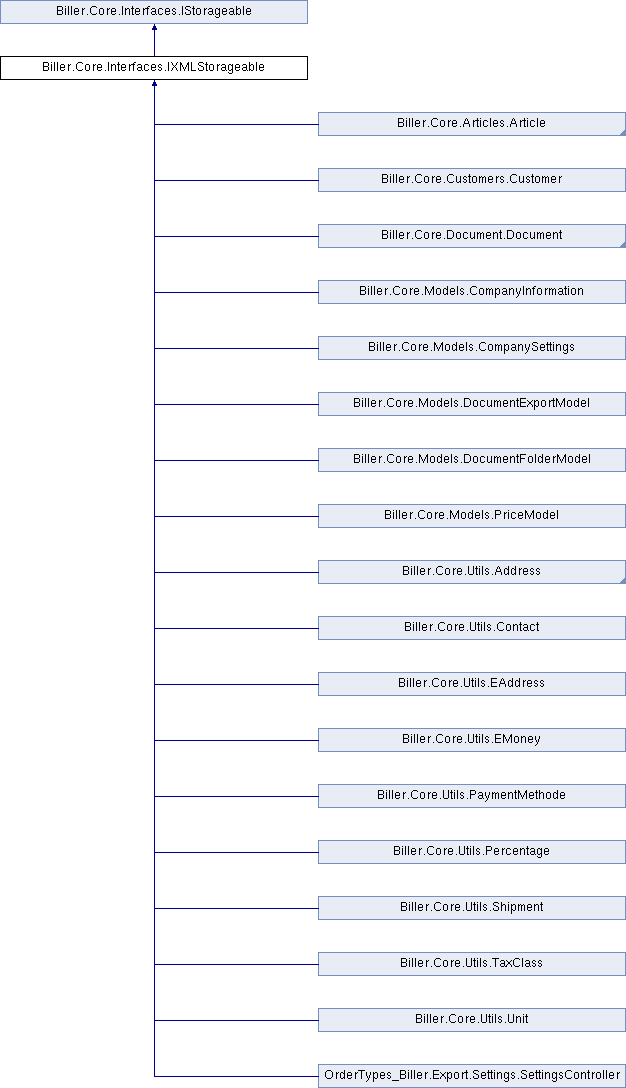 Biller.Core.Interfaces.IStorageable
Biller.Core.Interfaces.IXMLStorageable
Biller.Core.Articles.Article
Biller.Core.Customers.Customer
Biller.Core.Document.Document
Biller.Core.Models.CompanyInformation
Biller.Core.Models.CompanySettings
Biller.Core.Models.DocumentExportModel
Biller.Core.Models.DocumentFolderModel
Biller.Core.Models.PriceModel
Biller.Core.Utils.Address
Biller.Core.Utils.Contact
Biller.Core.Utils.EAddress
Biller.Core.Utils.EMoney
Biller.Core.Utils.PaymentMethode
Biller.Core.Utils.Percentage
Biller.Core.Utils.Shipment
Biller.Core.Utils.TaxClass
Biller.Core.Utils.Unit
OrderTypes_Biller.Export.Settings.SettingsController